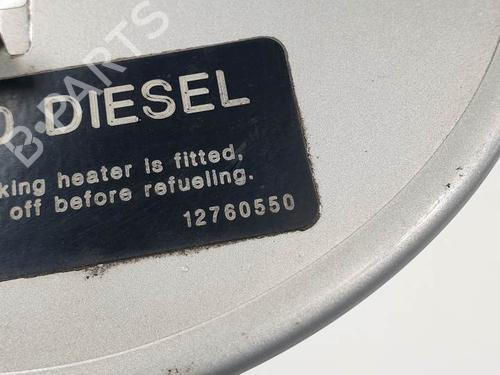 DIESEL
king heater is fitted,
off before refueling.
12760550
B-PARTS